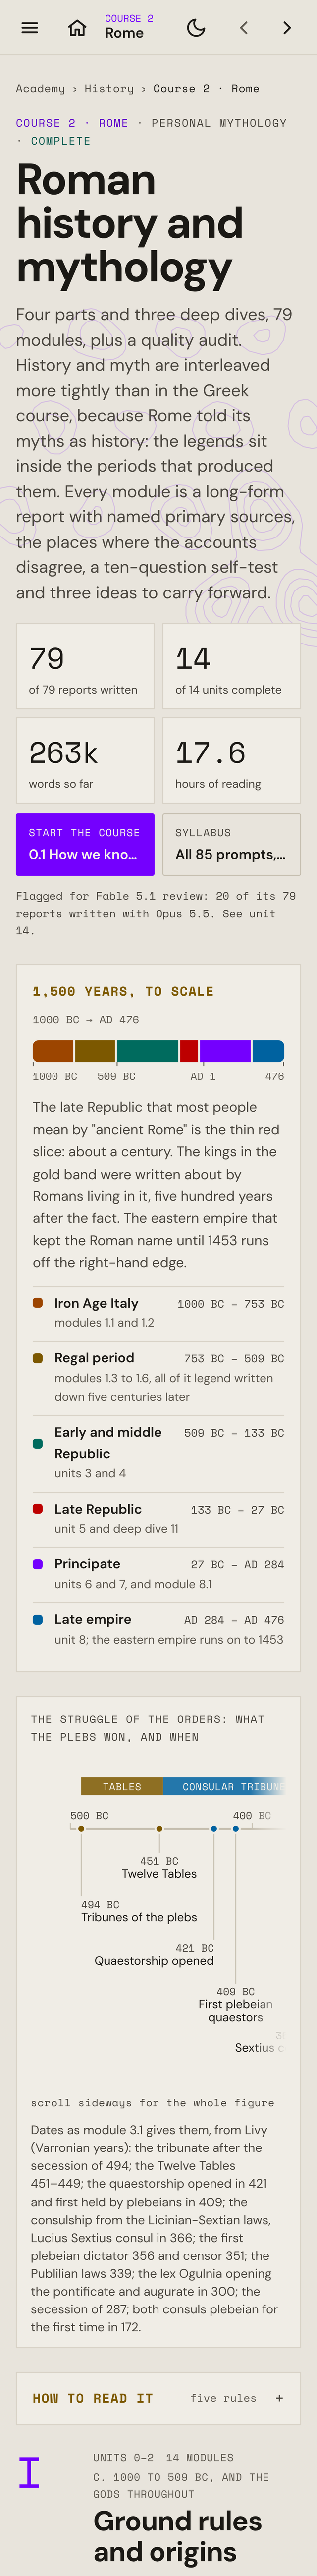 COURSE 2
Rome
Academy › History › Course 2 · Rome
COURSE 2 · ROME · PERSONAL MYTHOLOGY
· COMPLETE
Roman
history and
mythology
Four parts and three deep dives, 79
modules, plus a quality audit.
History and myth are interleaved
more tightly than in the Greek
course, because Rome told its
myths as history: the legends sit
inside the periods that produced
them. Every module is a long-form
report with named primary sources,
the places where the accounts
disagree, a ten-question self-test
and three ideas to carry forward.
79
of 79 reports written
14
of 14 units complete
263k
words so far
17.6
hours of reading
START THE COURSE
0.1 How we kno…
SYLLABUS
All 85 prompts,…
Flagged for Fable 5.1 review: 20 of its 79
reports written with Opus 5.5. See unit
14.
1,500 YEARS, TO SCALE
1000 BC → AD 476
1000 BC 509 BC AD 1 476
The late Republic that most people
mean by "ancient Rome" is the thin red
slice: about a century. The kings in the
gold band were written about by
Romans living in it, five hundred years
after the fact. The eastern empire that
kept the Roman name until 1453 runs
off the right-hand edge.
Iron Age Italy 1000 BC – 753 BC
modules 1.1 and 1.2
Regal period 753 BC – 509 BC
modules 1.3 to 1.6, all of it legend written
down five centuries later
Early and middle 509 BC – 133 BC
Republic
units 3 and 4
Late Republic 133 BC – 27 BC
unit 5 and deep dive 11
Principate 27 BC – AD 284
units 6 and 7, and module 8.1
Late empire AD 284 – AD 476
unit 8; the eastern empire runs on to 1453
THE STRUGGLE OF THE ORDERS: WHAT
THE PLEBS WON, AND WHEN
TABLES CONSULAR TRIBUN
500 BC 400 BC
451 BC
Twelve Tables
494 BC
Tribunes of the plebs
421 BC
Quaestorship opened
409 BC
First plebeian
quaestors
Sextius
scroll sideways for the whole figure
Dates as module 3.1 gives them, from Livy
(Varronian years): the tribunate after the
secession of 494; the Twelve Tables
451–449; the quaestorship opened in 421
and first held by plebeians in 409; the
consulship from the Licinian-Sextian laws,
Lucius Sextius consul in 366; the first
plebeian dictator 356 and censor 351; the
Publilian laws 339; the lex Ogulnia opening
the pontificate and augurate in 300; the
secession of 287; both consuls plebeian for
the first time in 172.
HOW TO READ IT five rules +
I
UNITS 0–2 14 MODULES
C. 1000 TO 509 BC, AND THE
GODS THROUGHOUT
Ground rules
and origins